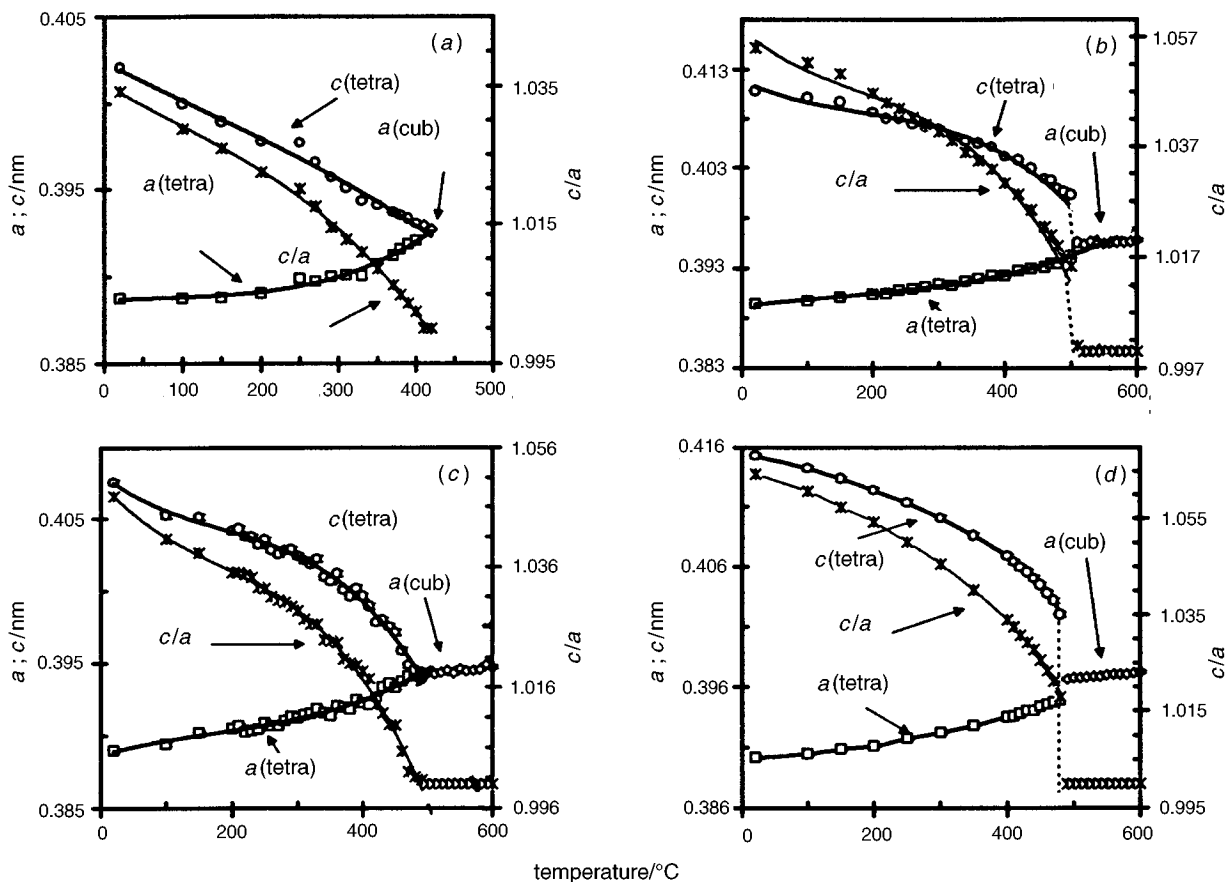 0.405
0.395
0.385
a ; c/nm
(a)
c(tetra)
a(cub)
a(tetra)
c/a
1.035
1.015
0.995
c/a
0 100 200 300 400 500
0.413
0.403
0.393
0.383
a ; c/nm
(b)
c(tetra)
a(cub)
c/a
a(tetra)
1.057
1.037
1.017
0.997
c/a
0 200 400 600
0.405
0.395
0.385
a ; c/nm
(c)
c(tetra)
a(cub)
c/a
a(tetra)
1.056
1.036
1.016
0.996
c/a
0 200 400 600
0.416
0.406
0.396
0.386
a ; c/nm
(d)
c(tetra)
a(cub)
c/a
a(tetra)
1.055
1.035
1.015
0.995
c/a
0 200 400 600
temperature/°C